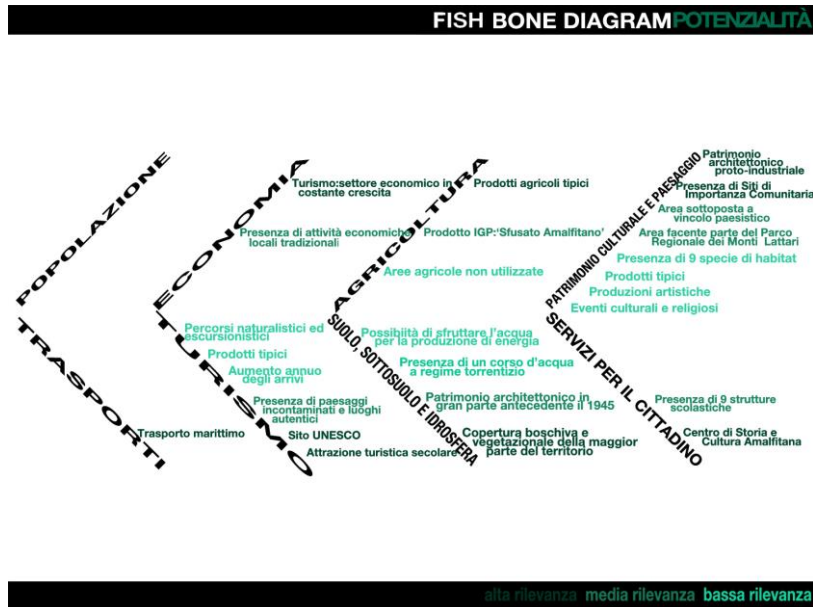 FISH BONE DIAGRAM POTENZIALITÀ
POPOLAZIONE
ECONOMIA
Turismo:settore economico in
costante crescita
Presenza di attività economiche
locali tradizionali
AGRICOLTURA
Prodotti agricoli tipici
Prodotto IGP:'Sfusato Amalfitano'
Aree agricole non utilizzate
PATRIMONIO CULTURALE E PAESAGGIO
Patrimonio
architettonico
proto-industriale
Presenza di Siti di
Importanza Comunitaria
Area sottoposta a
vincolo paesistico
Area facente parte del Parco
Regionale dei Monti Lattari
Presenza di 9 specie di habitat
Prodotti tipici
Produzioni artistiche
Eventi culturali e religiosi
TRASPORTI
Trasporto marittimo
TURISMO
Percorsi naturalistici ed
escursionistici
Prodotti tipici
Aumento annuo
degli arrivi
Presenza di paesaggi
incontaminati e luoghi
autentici
Sito UNESCO
Attrazione turistica secolare
SUOLO, SOTTOSUOLO E IDROSFERA
Possibilità di sfruttare l'acqua
per la produzione di energia
Presenza di un corso d'acqua
a regime torrentizio
Patrimonio architettonico in
gran parte antecedente il 1945
Copertura boschiva e
vegetazionale della maggior
parte del territorio
SERVIZI PER IL CITTADINO
Presenza di 9 strutture
scolastiche
Centro di Storia e
Cultura Amalfitana
alta rilevanza media rilevanza bassa rilevanza